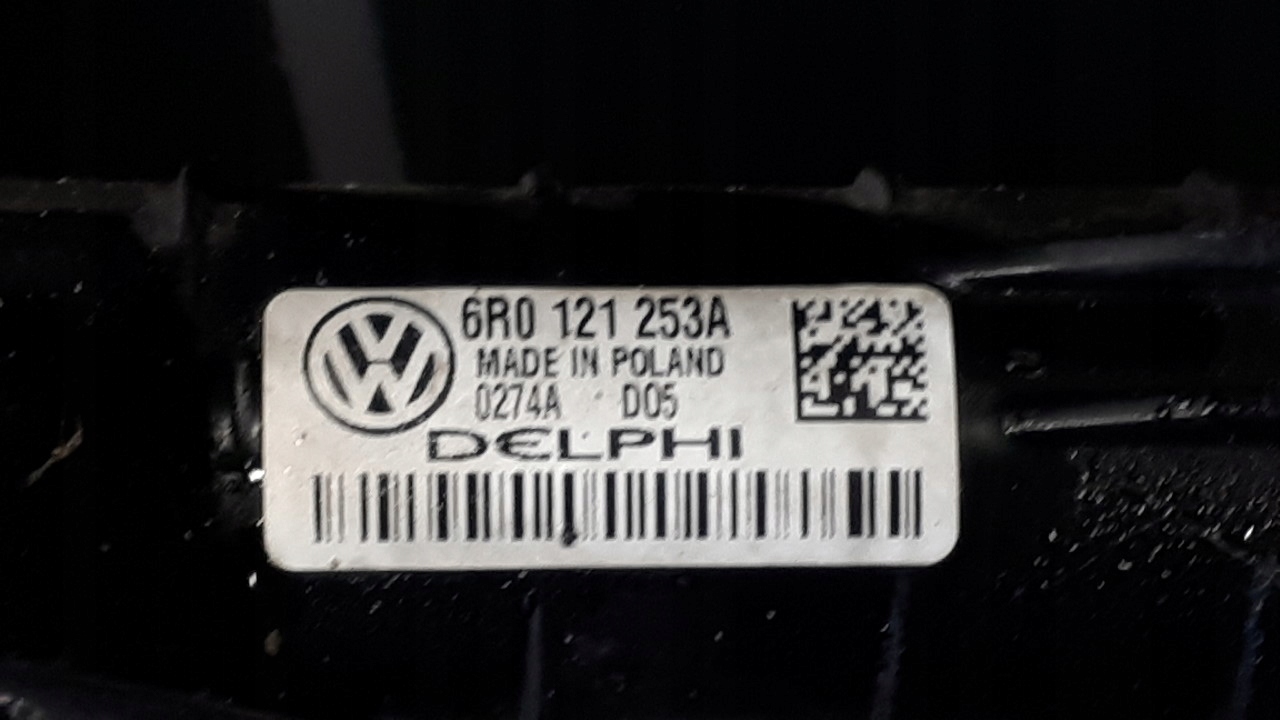 6R0 121 253A
MADE IN POLAND
0274A D05
DELPHI